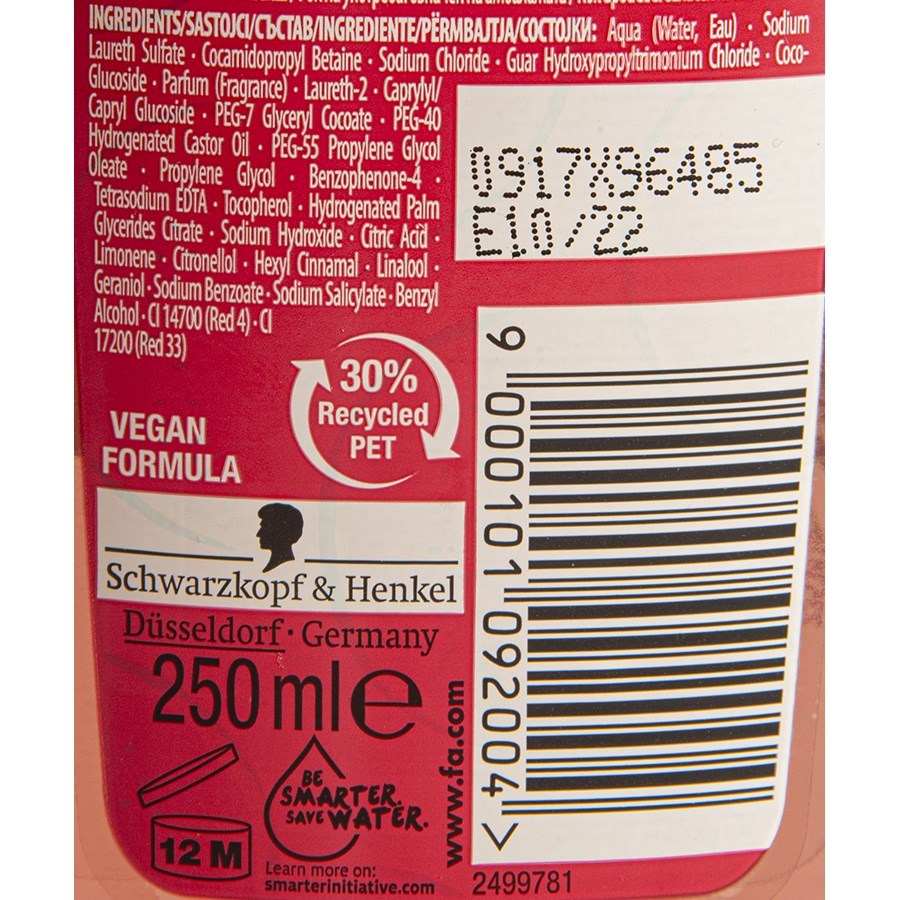 INGREDIENTS/SASTOJCI/СЪСТАВ/INGREDIENTE/PËRMBAJTJA/СОСТОЈКИ: Aqua (Water, Eau) · Sodium
Laureth Sulfate · Cocamidopropyl Betaine · Sodium Chloride · Guar Hydroxypropyltrimonium Chloride · Coco-
Glucoside · Parfum (Fragrance) · Laureth-2 · Caprylyl/
Capryl Glucoside · PEG-7 Glyceryl Cocoate · PEG-40
Hydrogenated Castor Oil · PEG-55 Propylene Glycol
Oleate · Propylene Glycol · Benzophenone-4 ·
Tetrasodium EDTA · Tocopherol · Hydrogenated Palm
Glycerides Citrate · Sodium Hydroxide · Citric Acid ·
Limonene · Citronellol · Hexyl Cinnamal · Linalool ·
Geraniol · Sodium Benzoate · Sodium Salicylate · Benzyl
Alcohol · CI 14700 (Red 4) · CI
17200 (Red 33)
0917X96485
E10/22
30%
Recycled
PET
VEGAN
FORMULA
Schwarzkopf & Henkel
Düsseldorf · Germany
250 ml e
12 M
BE
SMARTER.
SAVE WATER.
Learn more on:
smarterinitiative.com
www.fa.com
9 000101 092004 >
2499781